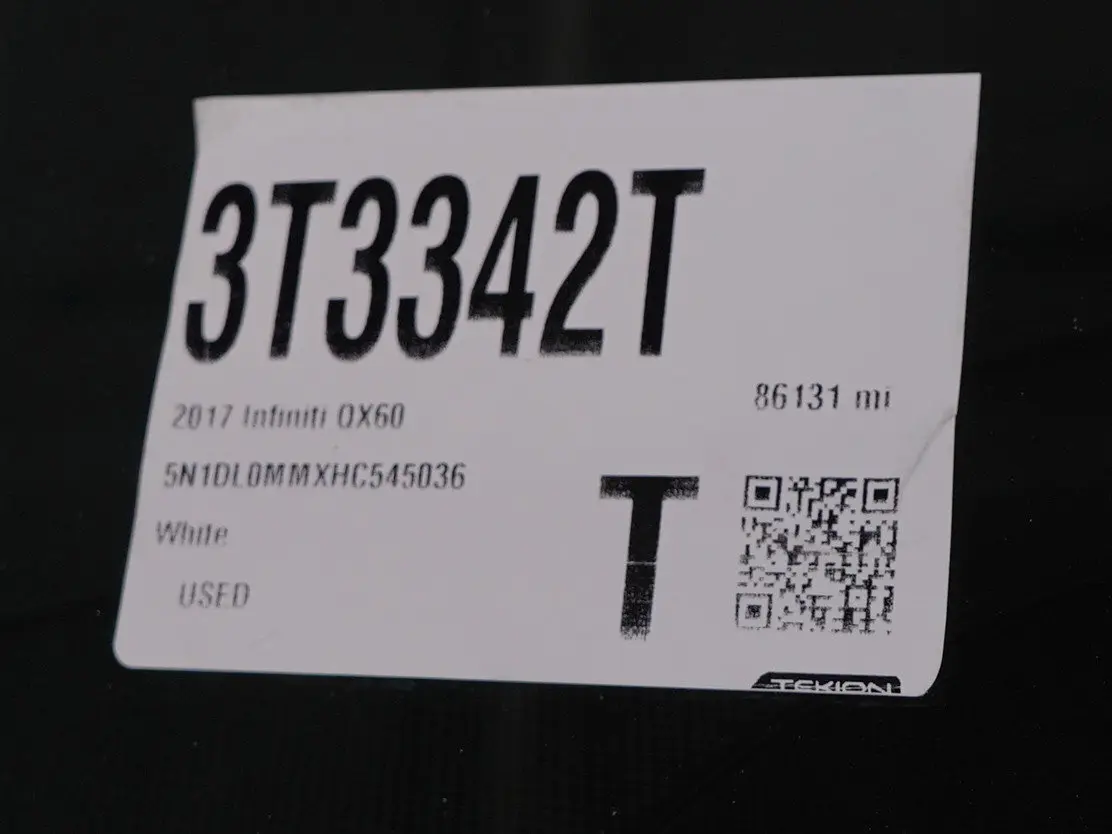 3T3342T
86131 mi
2017 Infiniti QX60
5N1DL0MMXHC545036
White
T
USED
TEKION